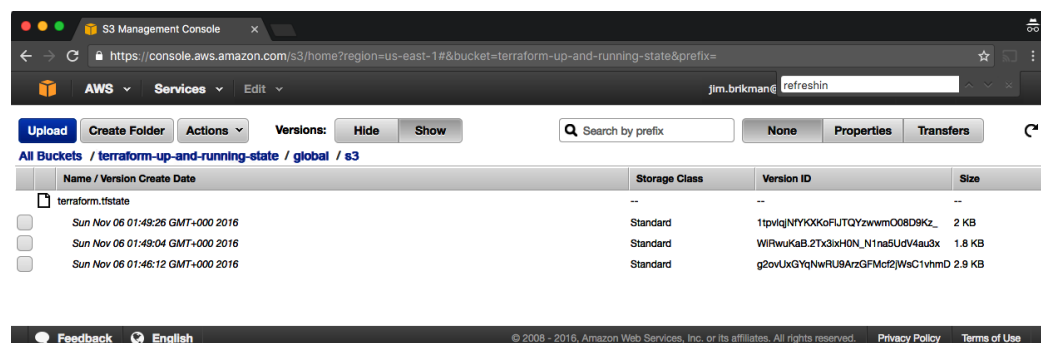 S3 Management Console
https://console.aws.amazon.com/s3/home?region=us-east-1#&bucket=terraform-up-and-running-state&prefix=
AWS Services Edit jim.brikman@ refreshin
Upload Create Folder Actions Versions: Hide Show Search by prefix None Properties Transfers
All Buckets / terraform-up-and-running-state / global / s3
Name / Version Create Date Storage Class Version ID Size
terraform.tfstate -- -- --
Sun Nov 06 01:49:26 GMT+000 2016 Standard 1tpvIqjNfYKXKoFIJTQYzwwmO08D9Kz_ 2 KB
Sun Nov 06 01:49:04 GMT+000 2016 Standard WiRwuKaB.2Tx3ixH0N_N1na5UdV4au3x 1.8 KB
Sun Nov 06 01:46:12 GMT+000 2016 Standard g2ovUxGYqNwRU9ArzGFMcf2jWsC1vhmD 2.9 KB
Feedback English © 2008 - 2016, Amazon Web Services, Inc. or its affiliates. All rights reserved. Privacy Policy Terms of Use